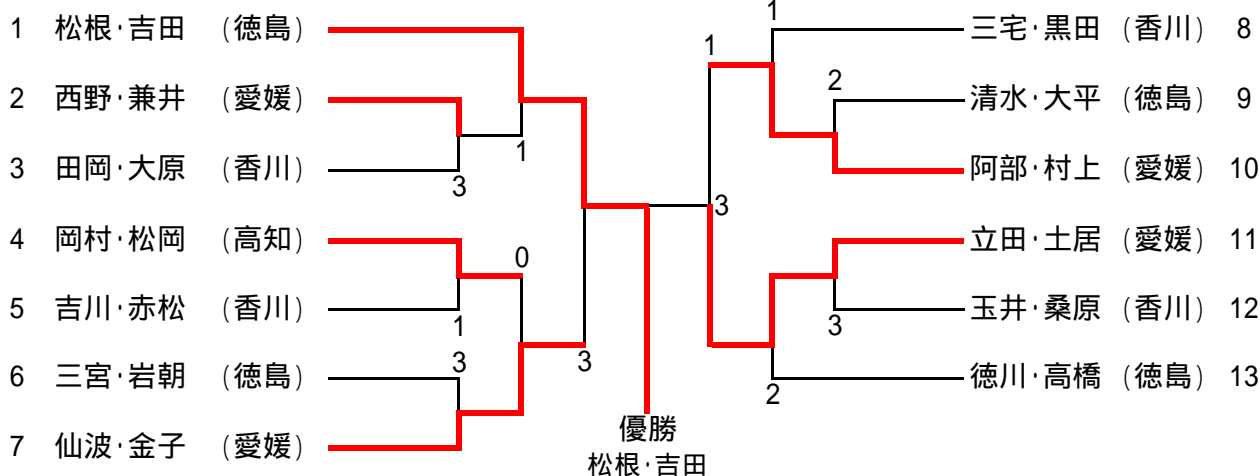 1 松根・吉田 (徳島)
2 西野・兼井 (愛媛)
3 田岡・大原 (香川)
4 岡村・松岡 (高知)
5 吉川・赤松 (香川)
6 三宮・岩朝 (徳島)
7 仙波・金子 (愛媛)
1
3
0
1
3
3
優勝
松根・吉田
1
1
2
3
3
2
三宅・黒田 (香川) 8
清水・大平 (徳島) 9
阿部・村上 (愛媛) 10
立田・土居 (愛媛) 11
玉井・桑原 (香川) 12
徳川・高橋 (徳島) 13